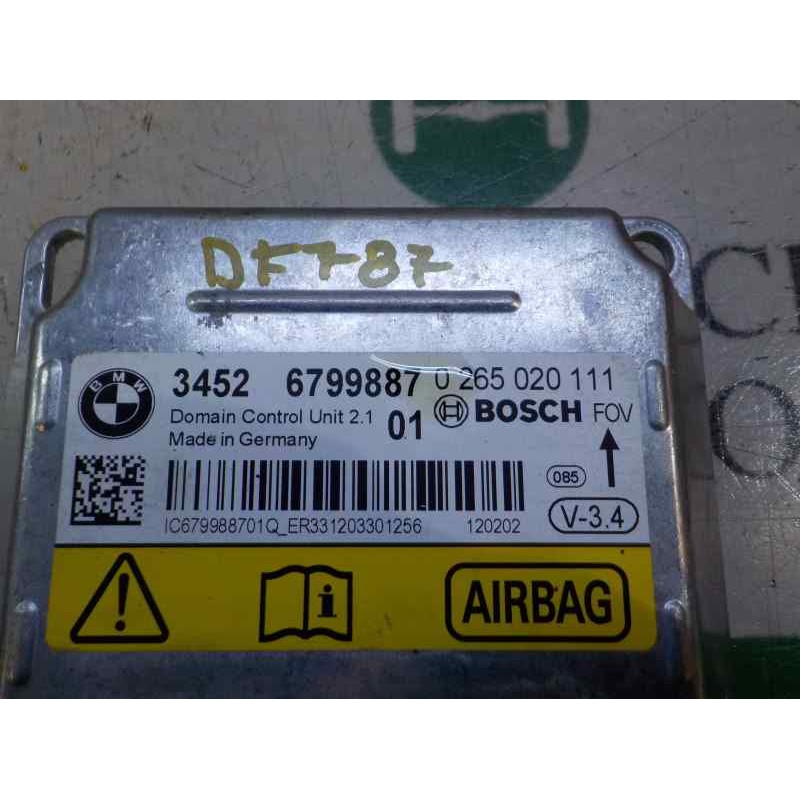 DF787
BMW
3452 6799887 0 265 020 111
Domain Control Unit 2.1 01 BOSCH FOV
Made in Germany
085
V-3.4
IC679988701Q_ER331203301256 120202
i AIRBAG